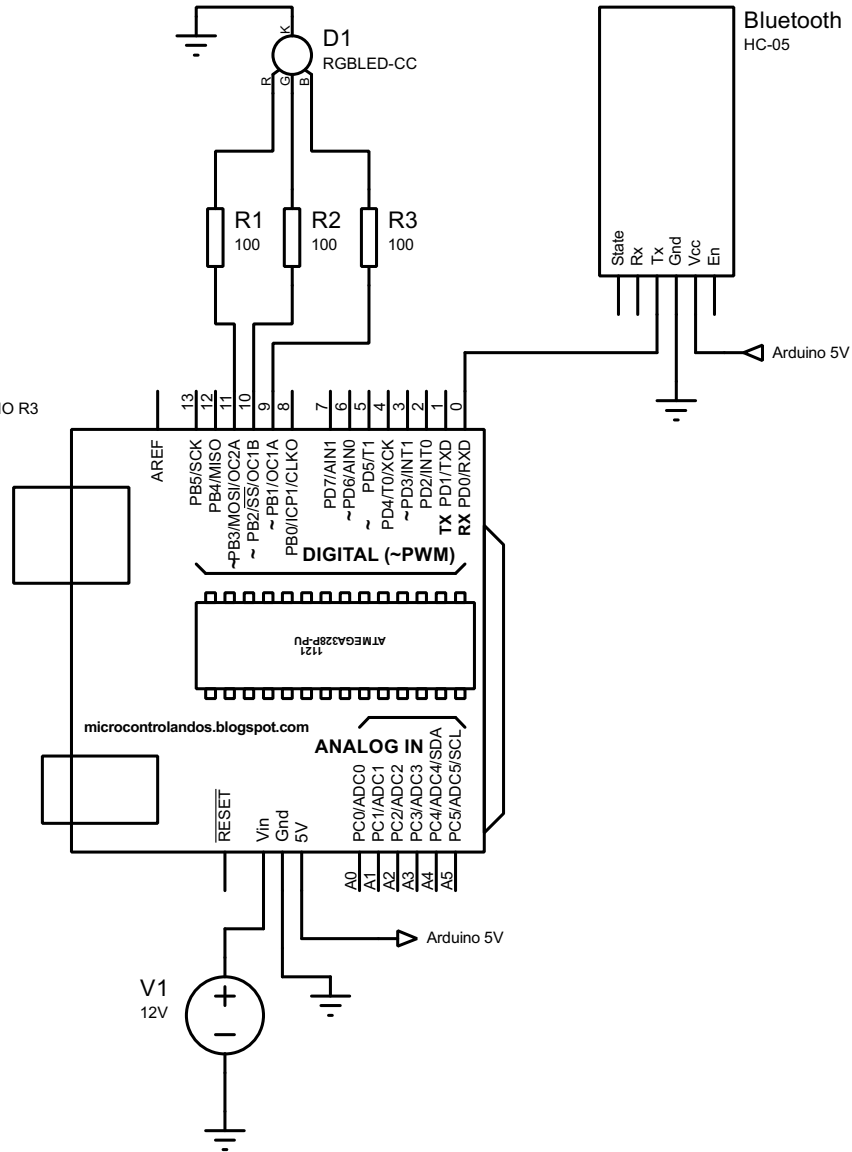 K
D1
RGBLED-CC
R
G
B
R1
100
R2
100
R3
100
Bluetooth
HC-05
State
Rx
Tx
Gnd
Vcc
En
Arduino 5V
R3
AREF
13
12
11
10
9
8
7
6
5
4
3
2
1
0
PB5/SCK
PB4/MISO
~PB3/MOSI/OC2A
~ PB2/SS/OC1B
~ PB1/OC1A
PB0/ICP1/CLKO
PD7/AIN1
~ PD6/AIN0
~ PD5/T1
PD4/T0/XCK
~ PD3/INT1
PD2/INT0
TX PD1/TXD
RX PD0/RXD
DIGITAL (~PWM)
ATMEGA328P-PU
1121
microcontrolandos.blogspot.com
ANALOG IN
RESET
Vin
Gnd
5V
PC0/ADC0
PC1/ADC1
PC2/ADC2
PC3/ADC3
PC4/ADC4/SDA
PC5/ADC5/SCL
A0
A1
A2
A3
A4
A5
Arduino 5V
V1
12V